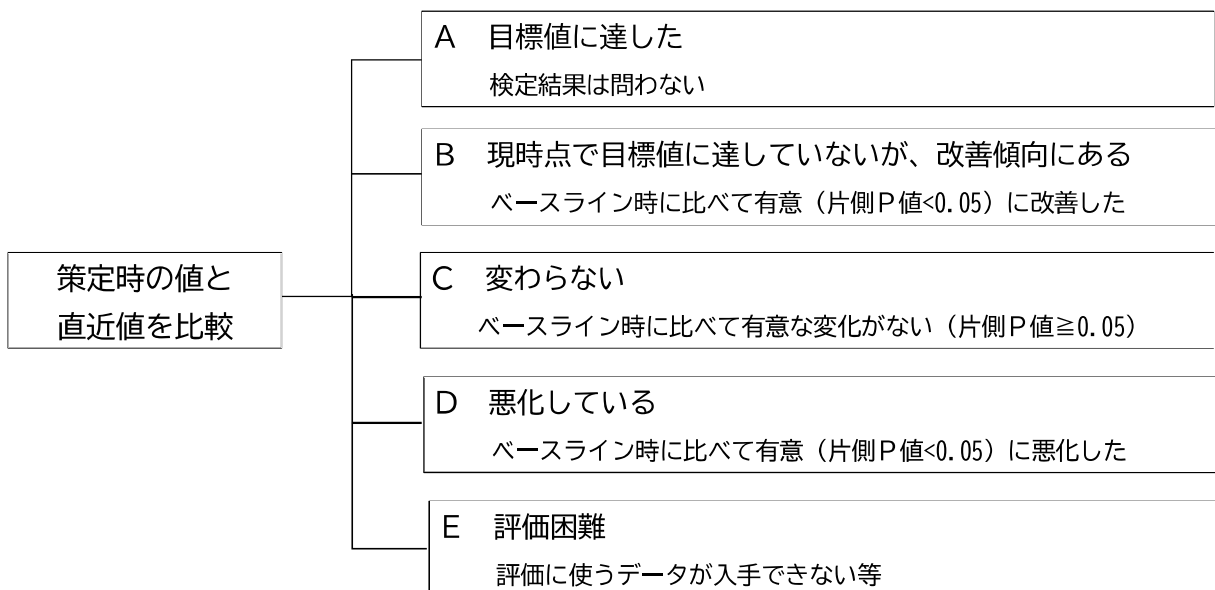 A 目標値に達した
検定結果は問わない
B 現時点で目標値に達していないが、改善傾向にある
ベースライン時に比べて有意(片側P値<0.05)に改善した
策定時の値と
直近値を比較
C 変わらない
ベースライン時に比べて有意な変化がない(片側P値≧0.05)
D 悪化している
ベースライン時に比べて有意(片側P値<0.05)に悪化した
E 評価困難
評価に使うデータが入手できない等